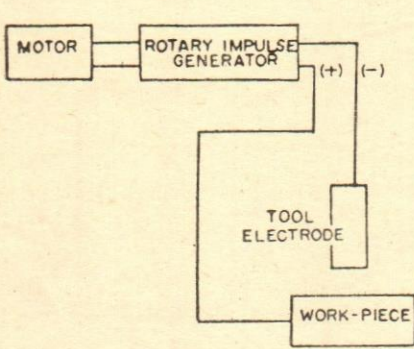 MOTOR
ROTARY IMPULSE
GENERATOR
(+) (-)
TOOL
ELECTRODE
WORK-PIECE